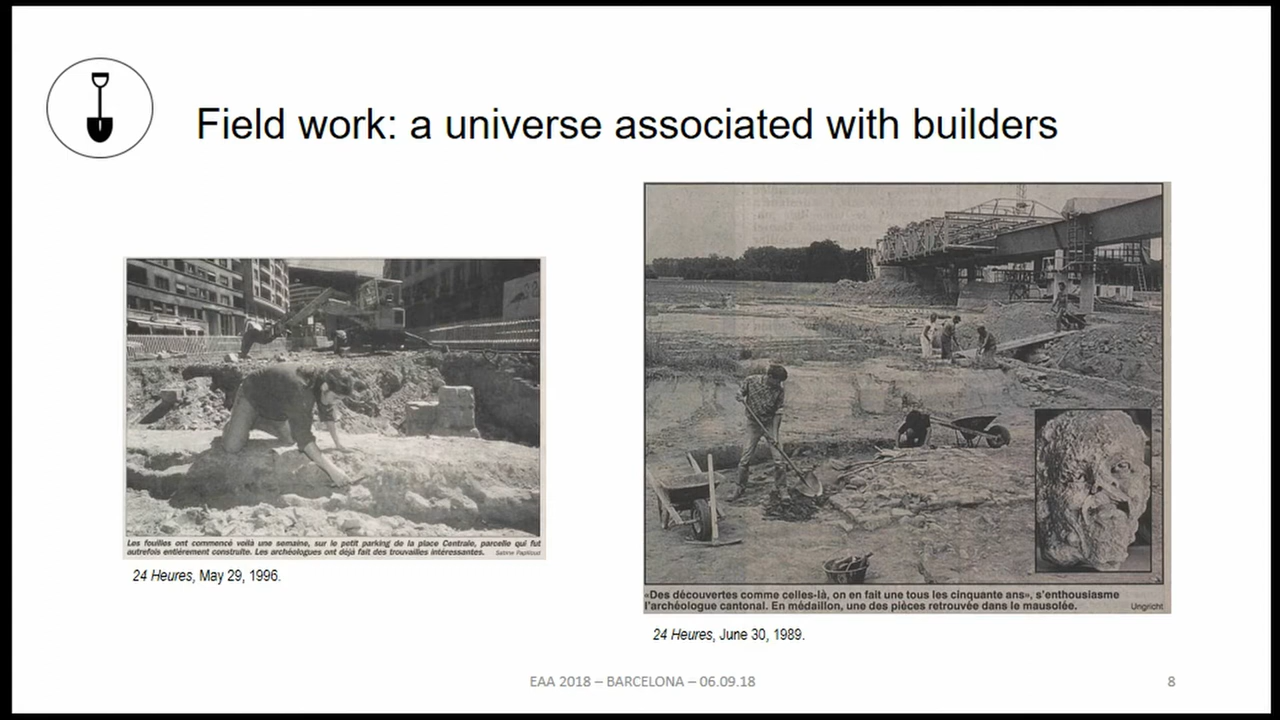 Field work: a universe associated with builders
Les fouilles ont commencé voilà une semaine, sur le petit parking de la place Centrale, parcelle qui fut
autrefois entièrement construite. Les archéologues ont déjà fait des trouvailles intéressantes. Sabine Papilloud
24 Heures, May 29, 1996.
«Des découvertes comme celles-là, on en fait une tous les cinquante ans», s'enthousiasme
l'archéologue cantonal. En médaillon, une des pièces retrouvée dans le mausolée. Ungricht
24 Heures, June 30, 1989.
EAA 2018 – BARCELONA – 06.09.18
8